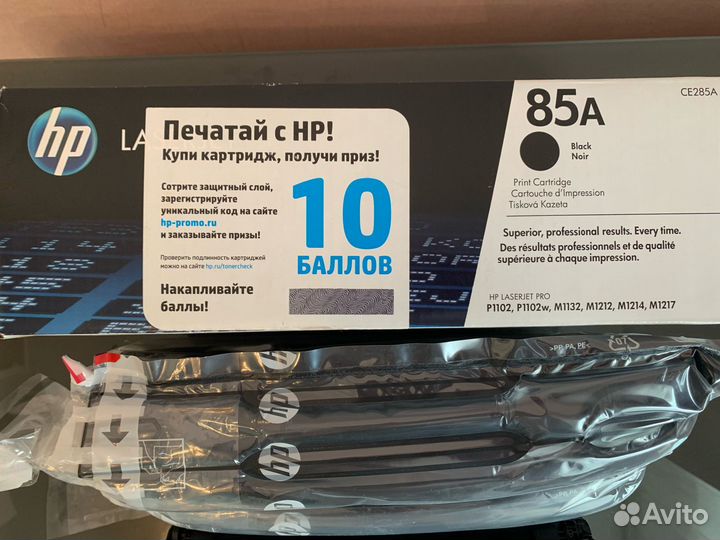 hp
LA
Печатай с HP!
Купи картридж, получи приз!
Сотрите защитный слой,
зарегистрируйте
уникальный код на сайте
hp-promo.ru
и заказывайте призы!
Проверить подлинность картриджей
можно на сайте hp.ru/tonercheck
Накапливайте
баллы!
10
БАЛЛОВ
85A
CE285A
Black
Noir
Print Cartridge
Cartouche d'Impression
Tisková Kazeta
Superior, professional results. Every time.
Des résultats professionnels et de qualité
supérieure à chaque impression.
HP LASERJET PRO
P1102, P1102w, M1132, M1212, M1214, M1217
>PP, PA, PE<
hp
hp
hp
Avito